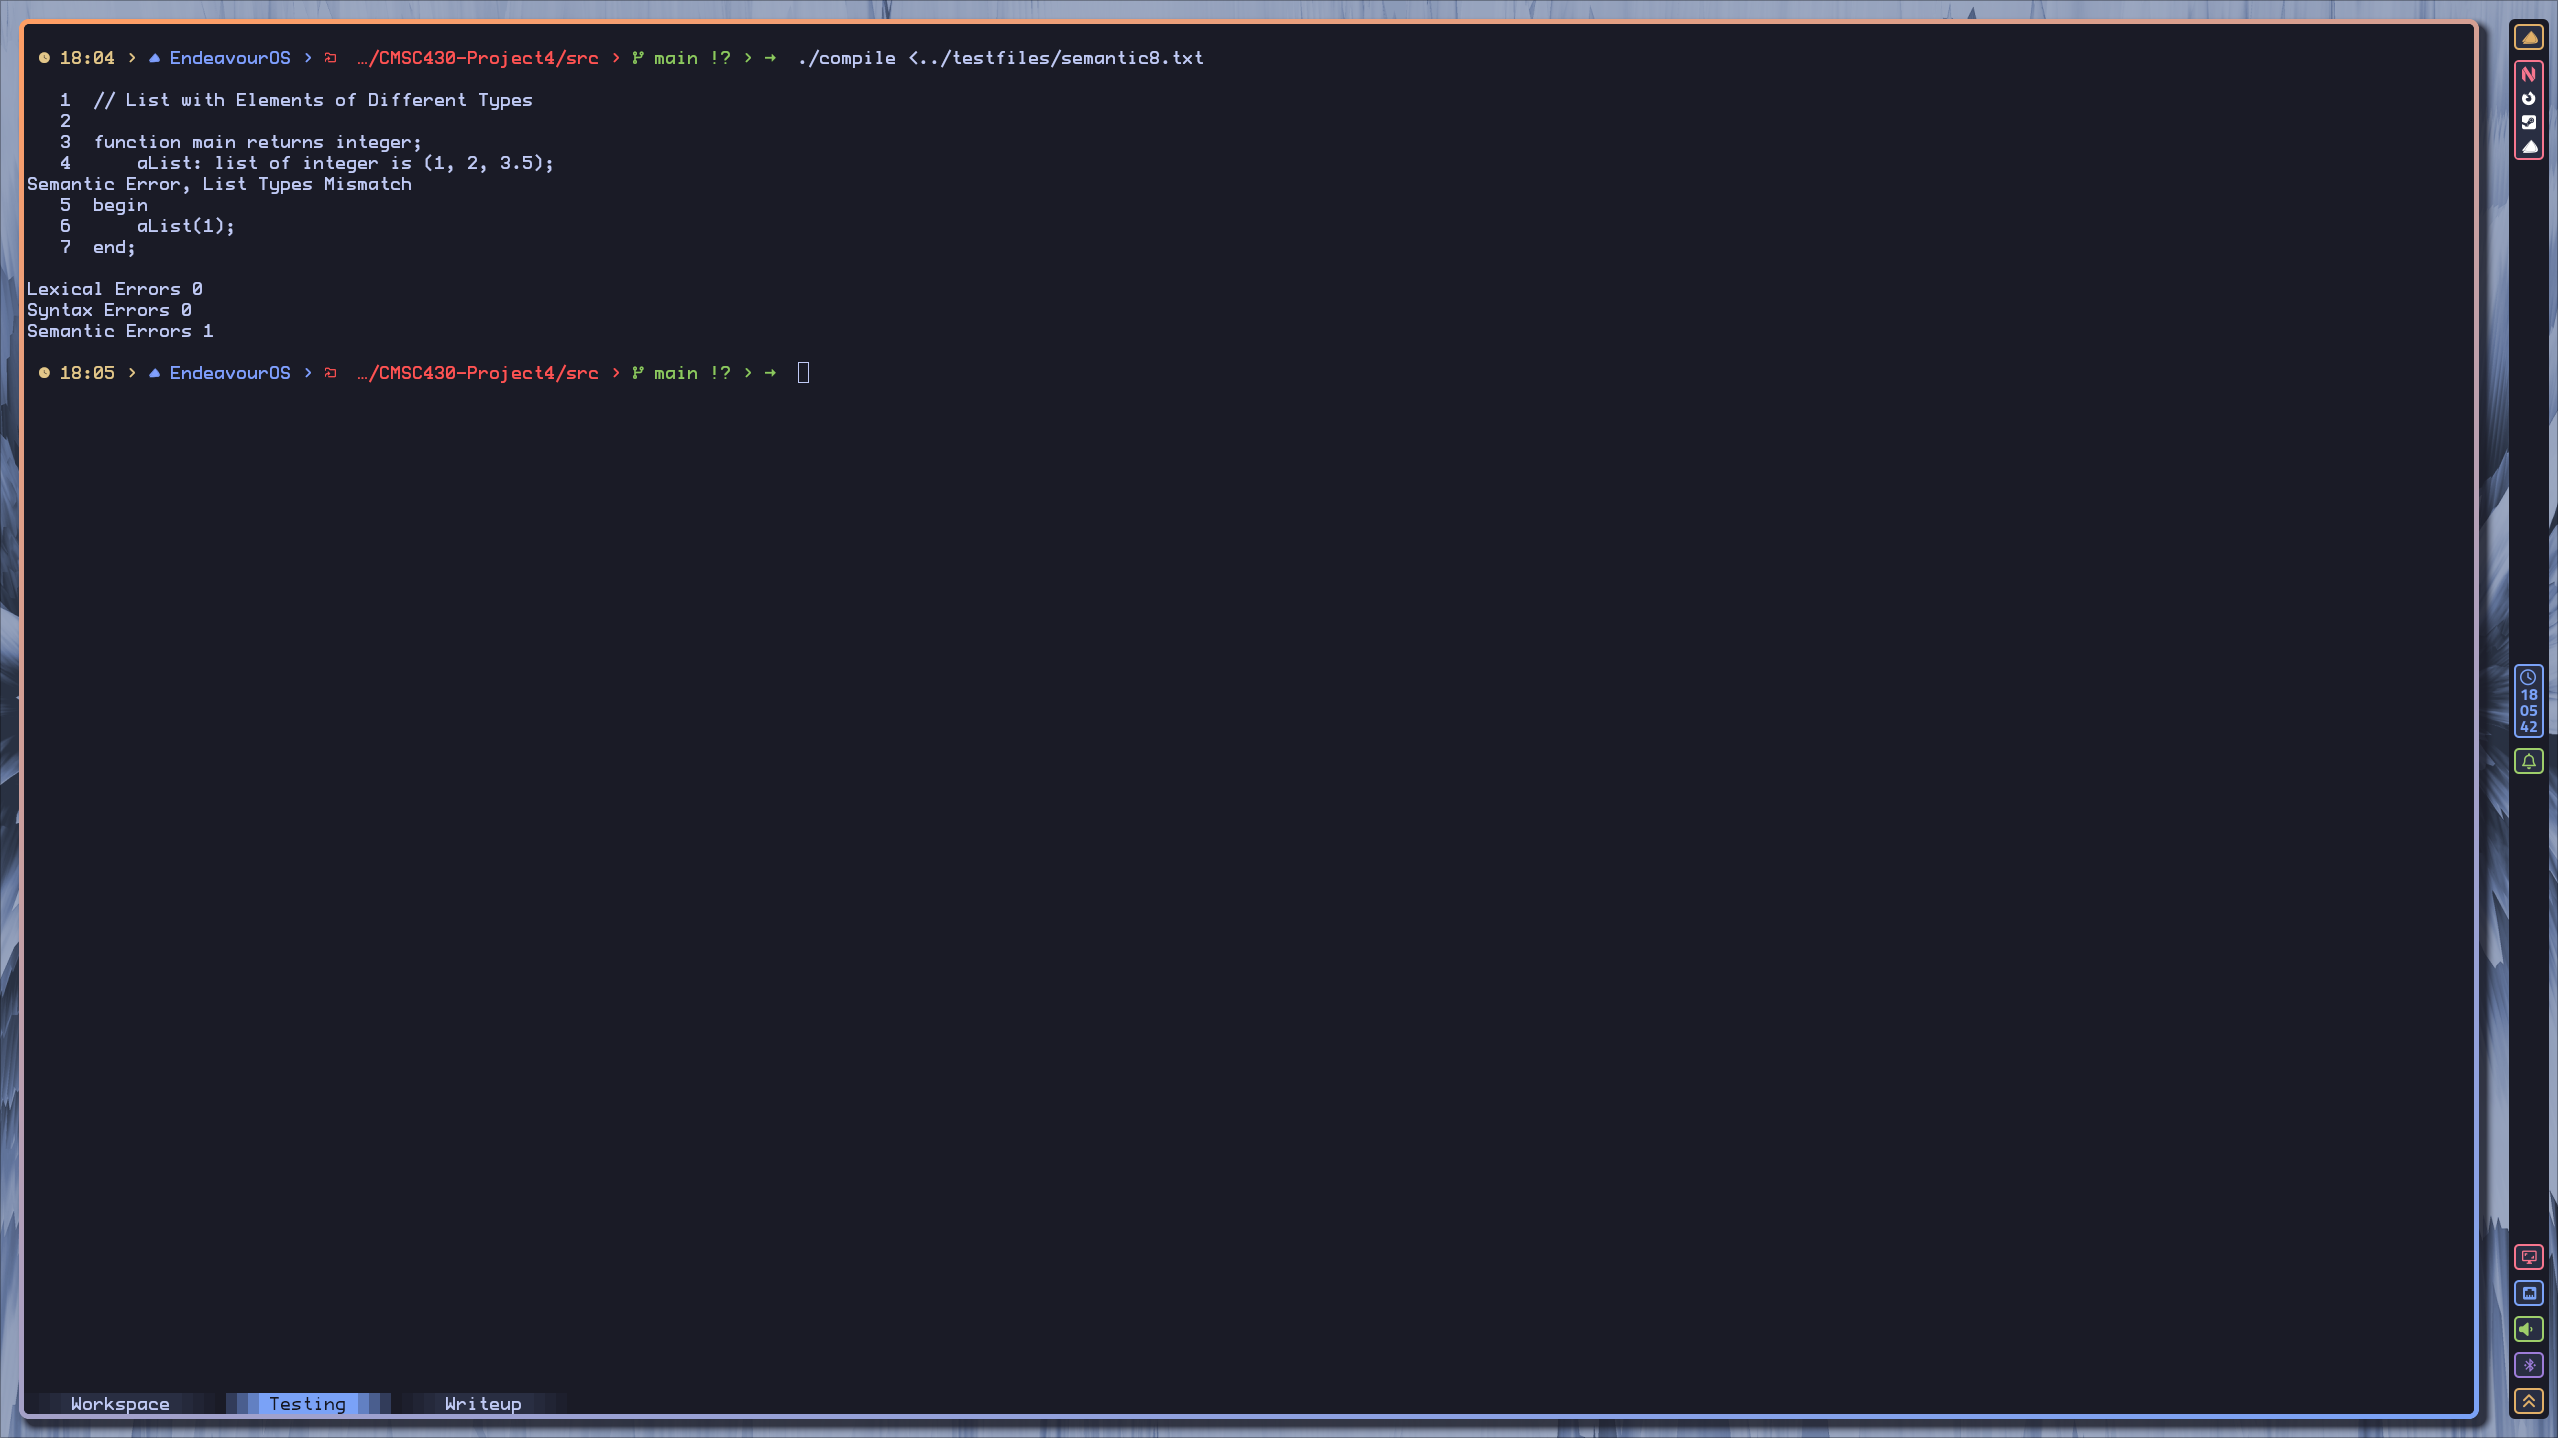 18:04 > EndeavourOS > …/CMSC430-Project4/src > main !? > → ./compile <../testfiles/semantic8.txt
1 // List with Elements of Different Types
2
3 function main returns integer;
4 aList: list of integer is (1, 2, 3.5);
Semantic Error, List Types Mismatch
5 begin
6 aList(1);
7 end;
Lexical Errors 0
Syntax Errors 0
Semantic Errors 1
18:05 > EndeavourOS > …/CMSC430-Project4/src > main !? > →
Workspace Testing Writeup
18
05
42